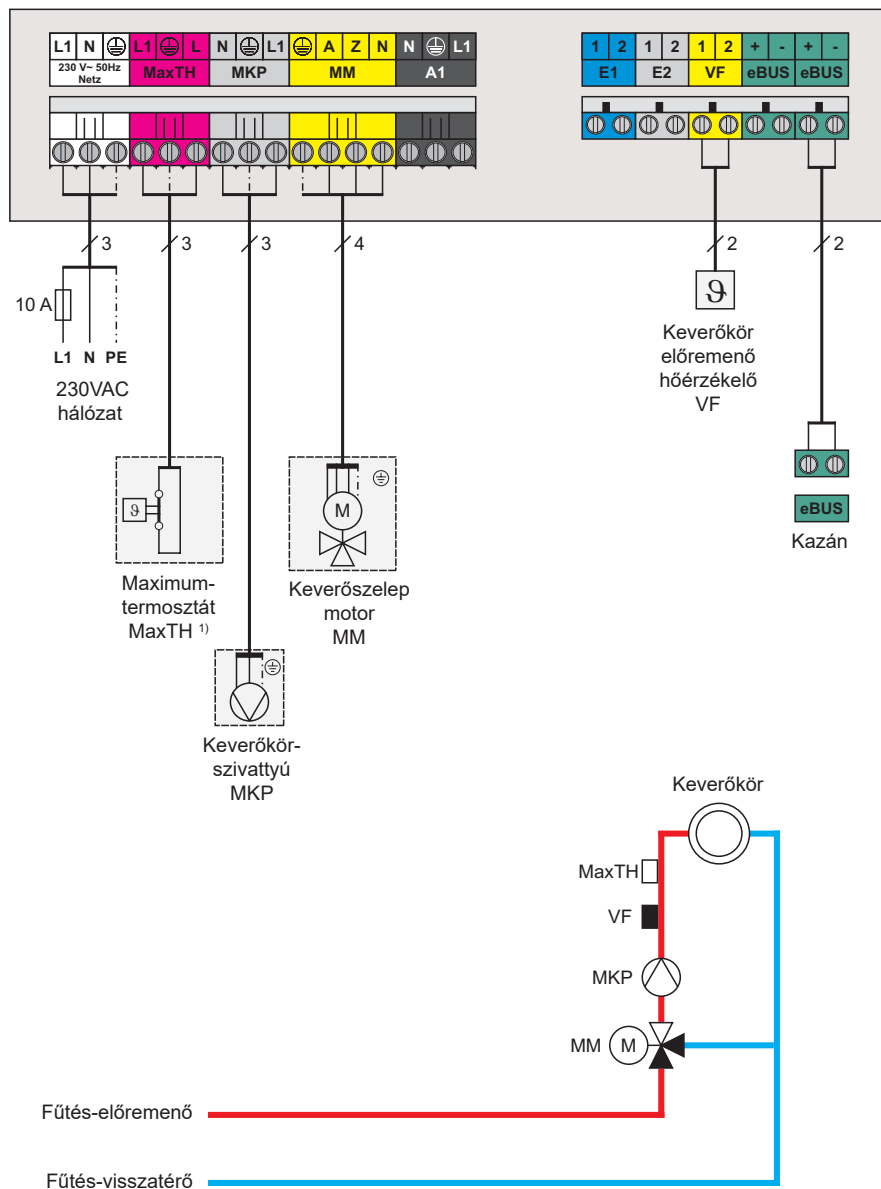 L1 N L1 L N L1 A Z N N L1
230 V~ 50Hz
Netz
MaxTH MKP MM A1
1 2 1 2 1 2 + - + -
E1 E2 VF eBUS eBUS
3 3 3 4 2 2
10 A
L1 N PE
230VAC
hálózat
ϑ
Keverőkör
előremenő
hőérzékelő
VF
eBUS
Kazán
ϑ
Maximum-
termosztát
MaxTH 1)
M
Keverőszelep
motor
MM
Keverőkör-
szivattyú
MKP
Keverőkör
MaxTH
VF
MKP
MM M
Fűtés-előremenő
Fűtés-visszatérő